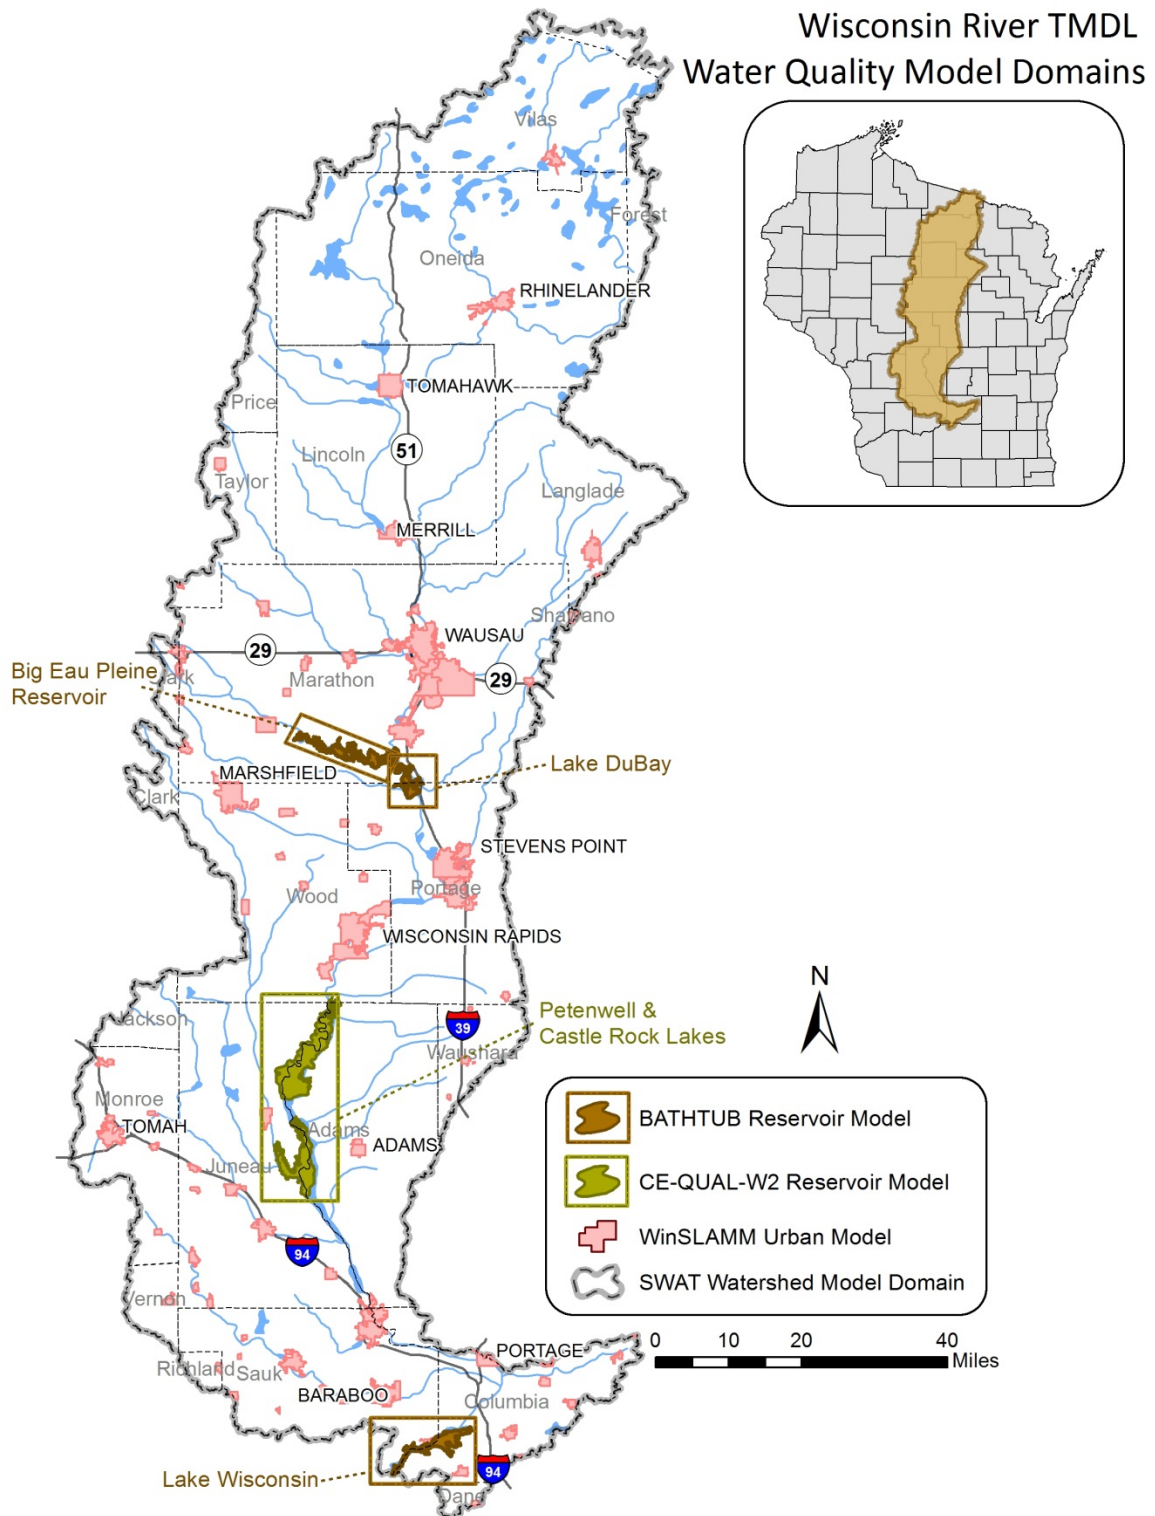 Wisconsin River TMDL
Water Quality Model Domains
Vilas
Forest
Oneida
RHINELANDER
TOMAHAWK
Price
51
Lincoln
Taylor
Langlade
MERRILL
Shawano
WAUSAU
29
29
Big Eau Pleine
Reservoir
Clark
Marathon
Lake DuBay
MARSHFIELD
Clark
STEVENS POINT
Portage
Wood
WISCONSIN RAPIDS
Petenwell &
Castle Rock Lakes
N
Jackson
39
Waushara
Monroe
TOMAH
Adams
ADAMS
Juneau
94
BATHTUB Reservoir Model
CE-QUAL-W2 Reservoir Model
WinSLAMM Urban Model
SWAT Watershed Model Domain
Vernon
0 10 20 40
Miles
PORTAGE
Richland
Sauk
BARABOO
Columbia
Lake Wisconsin
94
Dane